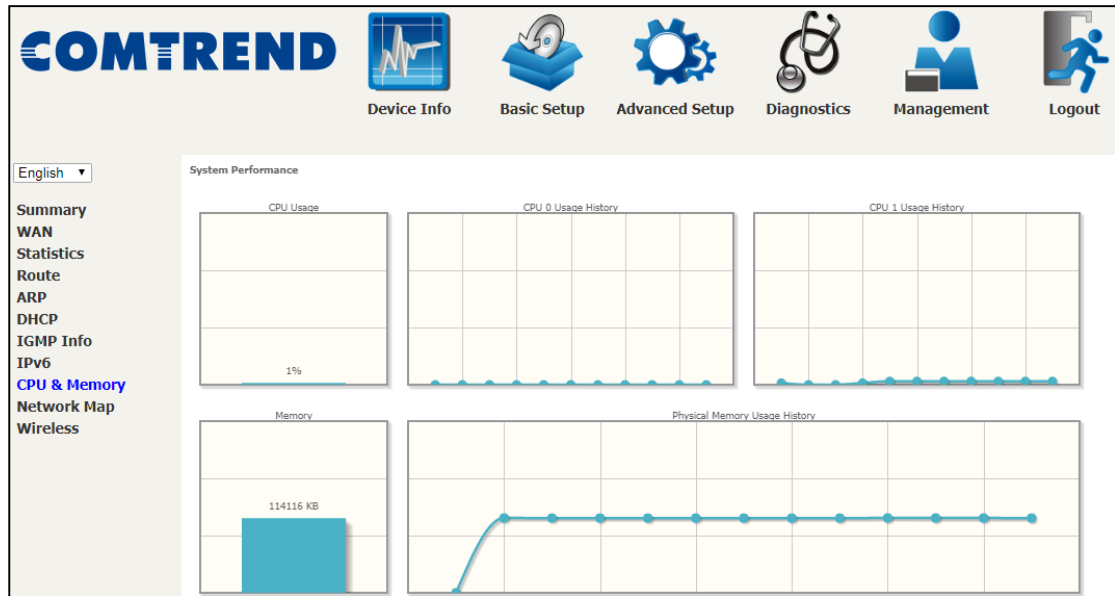 COMTREND
Device Info
Basic Setup
Advanced Setup
Diagnostics
Management
Logout
English
Summary
WAN
Statistics
Route
ARP
DHCP
IGMP Info
IPv6
CPU & Memory
Network Map
Wireless
System Performance
CPU Usage
1%
CPU 0 Usage History
CPU 1 Usage History
Memory
114116 KB
Physical Memory Usage History